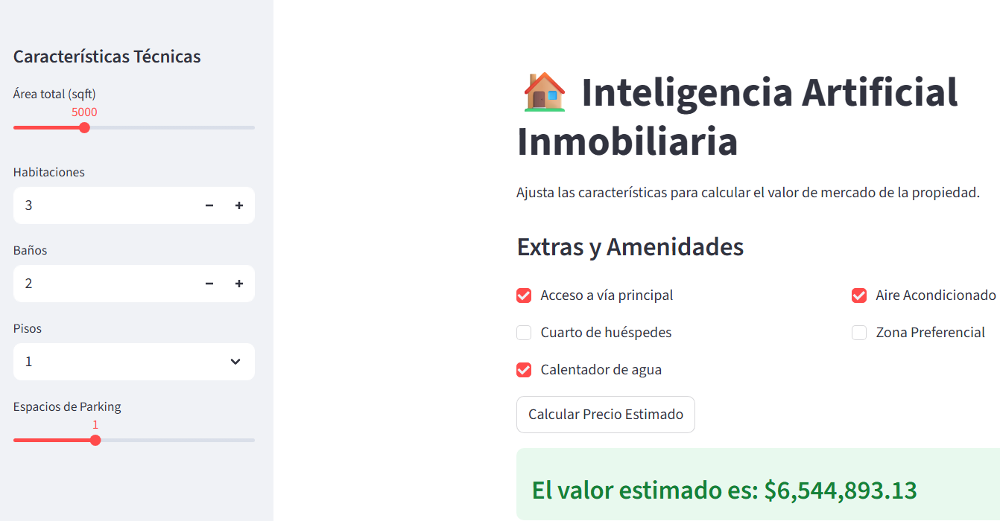 Características Técnicas
Área total (sqft)
5000
Habitaciones
3
Baños
2
Pisos
1
Espacios de Parking
1
Inteligencia Artificial
Inmobiliaria
Ajusta las características para calcular el valor de mercado de la propiedad.
Extras y Amenidades
Acceso a vía principal
Aire Acondicionado
Cuarto de huéspedes
Zona Preferencial
Calentador de agua
Calcular Precio Estimado
El valor estimado es: $6,544,893.13